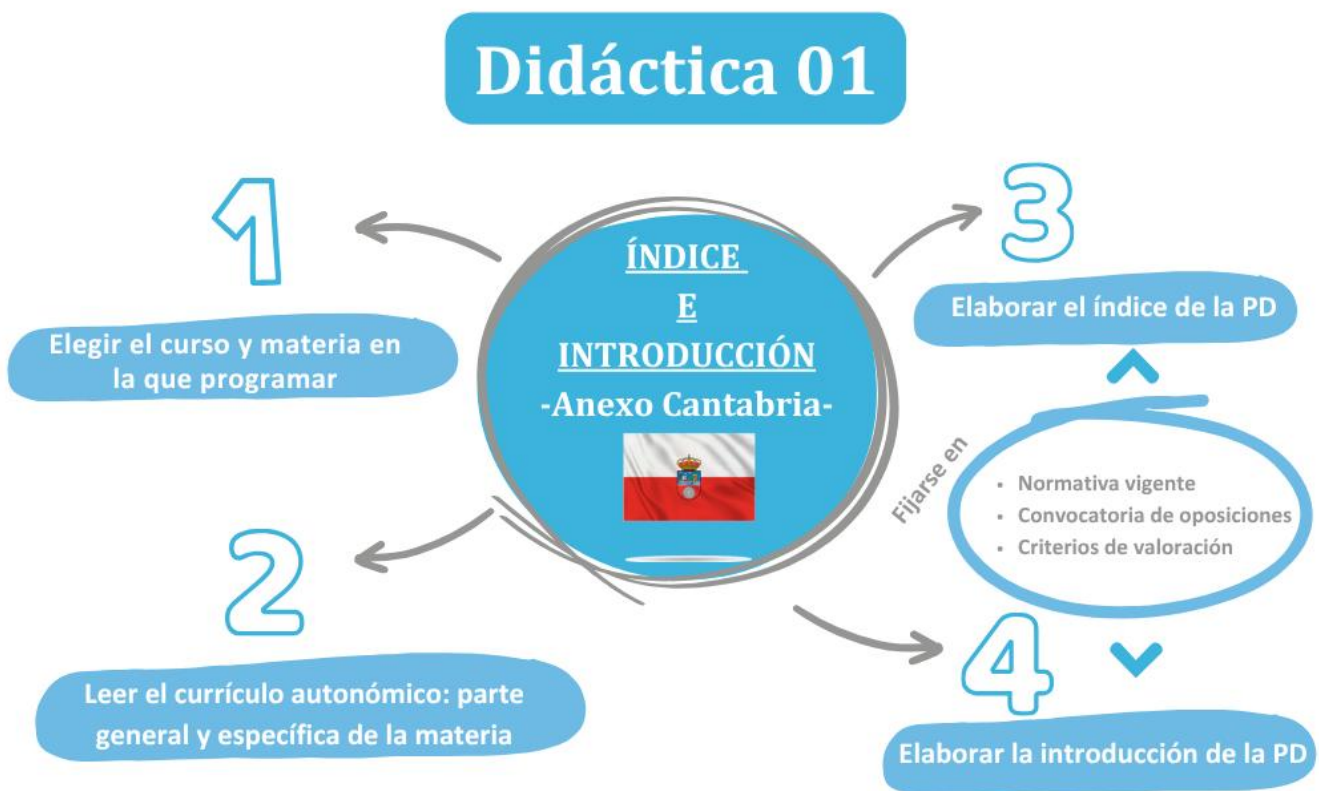 Didáctica 01
1
Elegir el curso y materia en
la que programar
2
Leer el currículo autonómico: parte
general y específica de la materia
ÍNDICE
E
INTRODUCCIÓN
-Anexo Cantabria-
3
Elaborar el índice de la PD
Fijarse en
• Normativa vigente
• Convocatoria de oposiciones
• Criterios de valoración
4
Elaborar la introducción de la PD